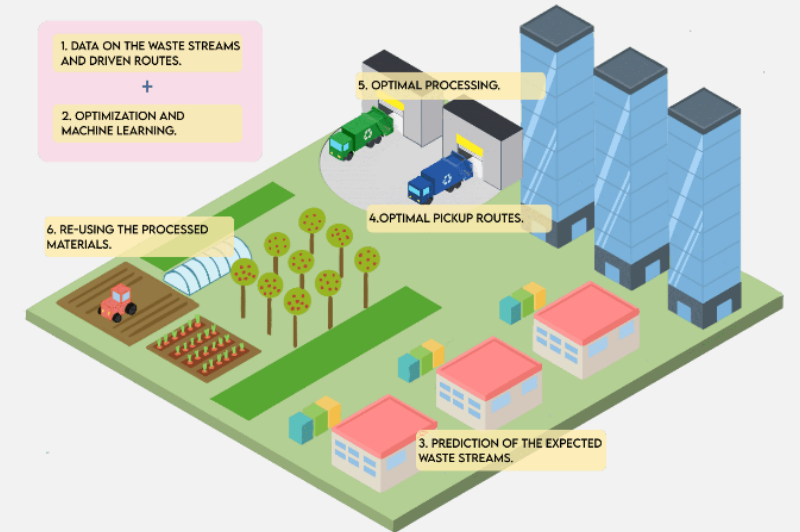 1. DATA ON THE WASTE STREAMS
AND DRIVEN ROUTES.
+
2. OPTIMIZATION AND
MACHINE LEARNING.
5. OPTIMAL PROCESSING.
4.OPTIMAL PICKUP ROUTES.
6. RE-USING THE PROCESSED
MATERIALS.
3. PREDICTION OF THE EXPECTED
WASTE STREAMS.